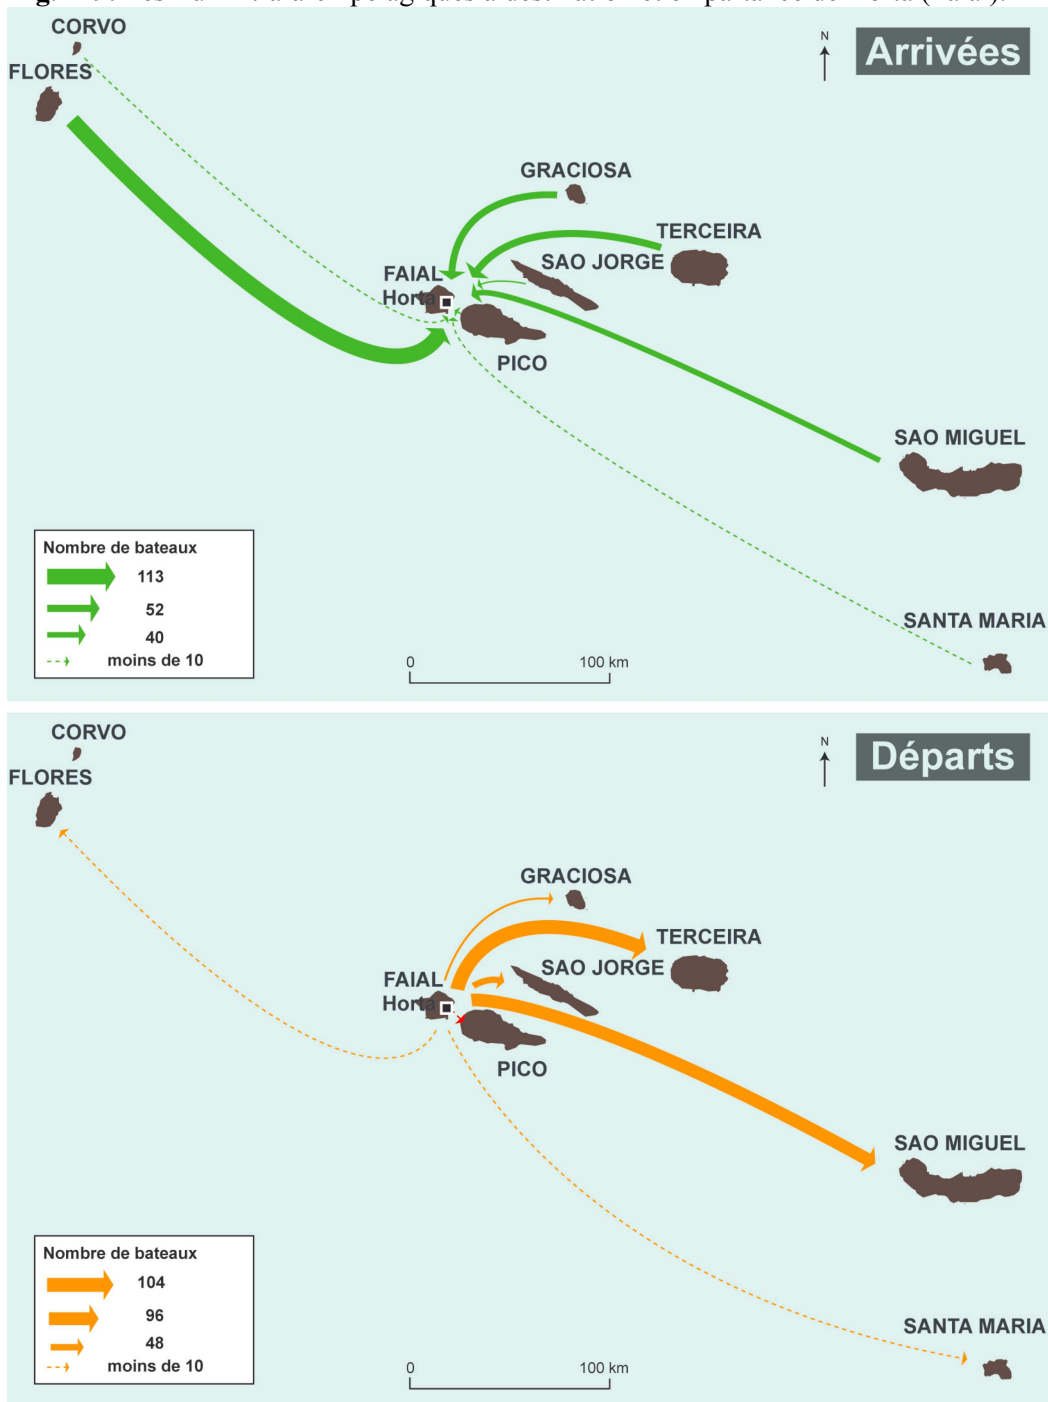 CORVO
FLORES
N
Arrivées
GRACIOSA
TERCEIRA
SAO JORGE
FAIAL
Horta
PICO
SAO MIGUEL
SANTA MARIA
Nombre de bateaux
113
52
40
moins de 10
0 100 km
CORVO
FLORES
N
Départs
GRACIOSA
TERCEIRA
SAO JORGE
FAIAL
Horta
PICO
SAO MIGUEL
SANTA MARIA
Nombre de bateaux
104
96
48
moins de 10
0 100 km